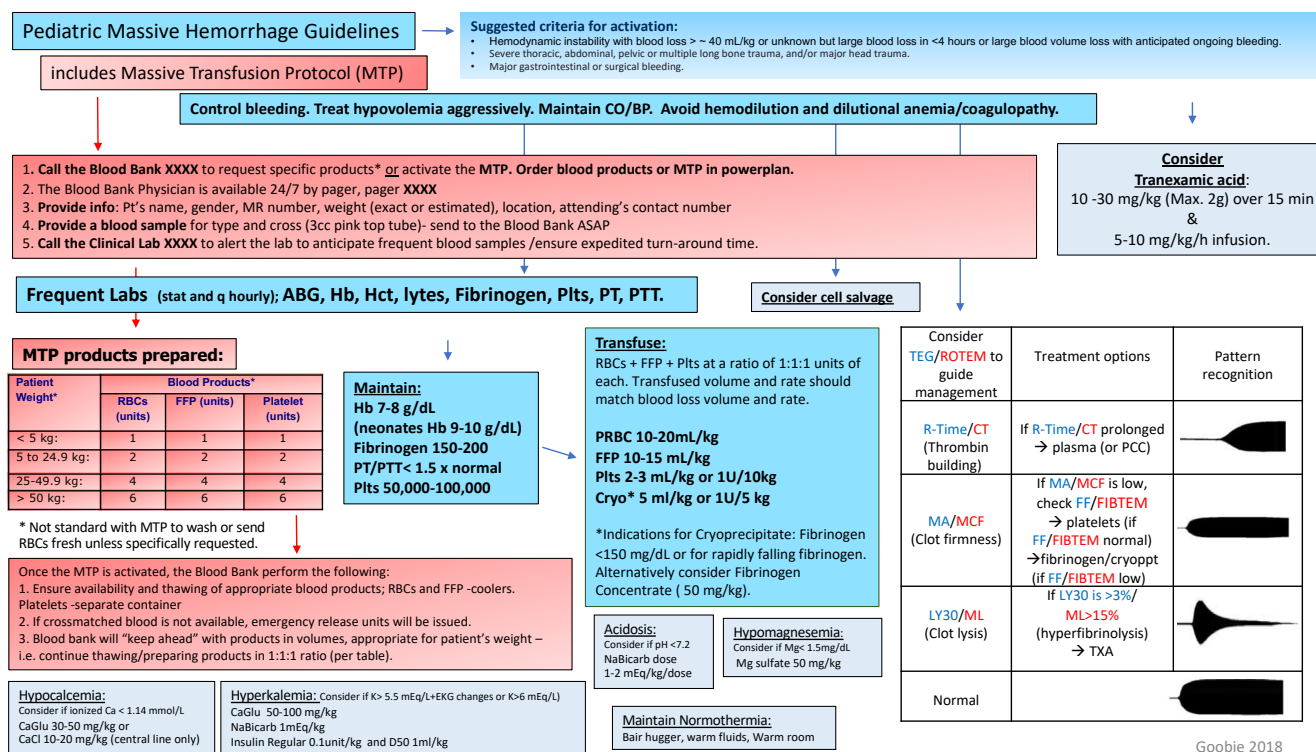 Pediatric Massive Hemorrhage Guidelines
includes Massive Transfusion Protocol (MTP)
Suggested criteria for activation:
• Hemodynamic instability with blood loss > ~ 40 mL/kg or unknown but large blood loss in <4 hours or large blood volume loss with anticipated ongoing bleeding.
• Severe thoracic, abdominal, pelvic or multiple long bone trauma, and/or major head trauma.
• Major gastrointestinal or surgical bleeding.
Control bleeding. Treat hypovolemia aggressively. Maintain CO/BP. Avoid hemodilution and dilutional anemia/coagulopathy.
1. Call the Blood Bank XXXX to request specific products* or activate the MTP. Order blood products or MTP in powerplan.
2. The Blood Bank Physician is available 24/7 by pager, pager XXXX
3. Provide info: Pt's name, gender, MR number, weight (exact or estimated), location, attending's contact number
4. Provide a blood sample for type and cross (3cc pink top tube)- send to the Blood Bank ASAP
5. Call the Clinical Lab XXXX to alert the lab to anticipate frequent blood samples /ensure expedited turn-around time.
Consider
Tranexamic acid:
10 -30 mg/kg (Max. 2g) over 15 min
&
5-10 mg/kg/h infusion.
Frequent Labs (stat and q hourly); ABG, Hb, Hct, lytes, Fibrinogen, Plts, PT, PTT.
Consider cell salvage
MTP products prepared:
Patient Weight* Blood Products*
RBCs (units) FFP (units) Platelet (units)
< 5 kg: 1 1 1
5 to 24.9 kg: 2 2 2
25-49.9 kg: 4 4 4
> 50 kg: 6 6 6
* Not standard with MTP to wash or send
RBCs fresh unless specifically requested.
Maintain:
Hb 7-8 g/dL
(neonates Hb 9-10 g/dL)
Fibrinogen 150-200
PT/PTT< 1.5 x normal
Plts 50,000-100,000
Transfuse:
RBCs + FFP + Plts at a ratio of 1:1:1 units of
each. Transfused volume and rate should
match blood loss volume and rate.
PRBC 10-20mL/kg
FFP 10-15 mL/kg
Plts 2-3 mL/kg or 1U/10kg
Cryo* 5 ml/kg or 1U/5 kg
*Indications for Cryoprecipitate: Fibrinogen
<150 mg/dL or for rapidly falling fibrinogen.
Alternatively consider Fibrinogen
Concentrate ( 50 mg/kg).
Consider
TEG/ROTEM to
guide
management
Treatment options
Pattern
recognition
R-Time/CT
(Thrombin
building)
If R-Time/CT prolonged
→ plasma (or PCC)
MA/MCF
(Clot firmness)
If MA/MCF is low,
check FF/FIBTEM
→ platelets (if
FF/FIBTEM normal)
→fibrinogen/cryoppt
(if FF/FIBTEM low)
LY30/ML
(Clot lysis)
If LY30 is >3%/
ML>15%
(hyperfibrinolysis)
→ TXA
Normal
Once the MTP is activated, the Blood Bank perform the following:
1. Ensure availability and thawing of appropriate blood products; RBCs and FFP -coolers.
Platelets -separate container
2. If crossmatched blood is not available, emergency release units will be issued.
3. Blood bank will "keep ahead" with products in volumes, appropriate for patient's weight –
i.e. continue thawing/preparing products in 1:1:1 ratio (per table).
Acidosis:
Consider if pH <7.2
NaBicarb dose
1-2 mEq/kg/dose
Hypomagnesemia:
Consider if Mg< 1.5mg/dL
Mg sulfate 50 mg/kg
Hypocalcemia:
Consider if ionized Ca < 1.14 mmol/L
CaGlu 30-50 mg/kg or
CaCl 10-20 mg/kg (central line only)
Hyperkalemia: Consider if K> 5.5 mEq/L+EKG changes or K>6 mEq/L)
CaGlu 50-100 mg/kg
NaBicarb 1mEq/kg
Insulin Regular 0.1unit/kg and D50 1ml/kg
Maintain Normothermia:
Bair hugger, warm fluids, Warm room
Goobie 2018